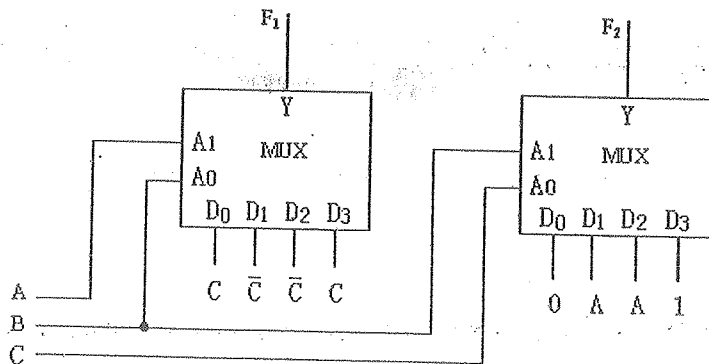 F₁ F₂
Y Y
A1 MUX A1 MUX
A0 A0
D₀ D₁ D₂ D₃ D₀ D₁ D₂ D₃
C C̅ C̅ C 0 A A 1
A
B
C